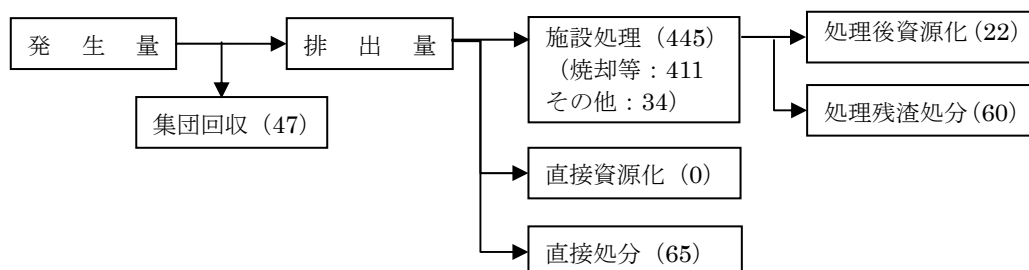 発 生 量
排 出 量
施設処理（445）
（焼却等：411
その他：34）
処理後資源化（22）
集団回収（47）
処理残渣処分（60）
直接資源化（0）
直接処分（65）